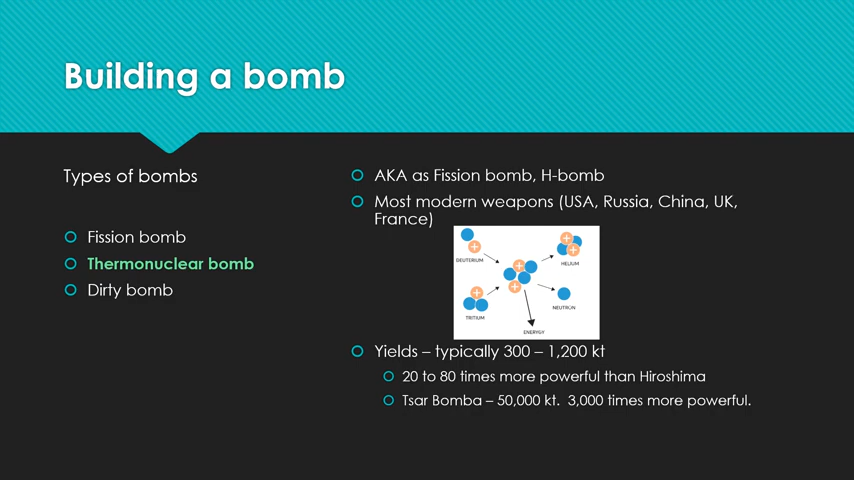 Building a bomb
Types of bombs
Fission bomb
Thermonuclear bomb
Dirty bomb
AKA as Fission bomb, H-bomb
Most modern weapons (USA, Russia, China, UK,
France)
DEUTERIUM
HELIUM
TRITIUM
NEUTRON
ENERYGY
Yields – typically 300 – 1,200 kt
20 to 80 times more powerful than Hiroshima
Tsar Bomba – 50,000 kt. 3,000 times more powerful.